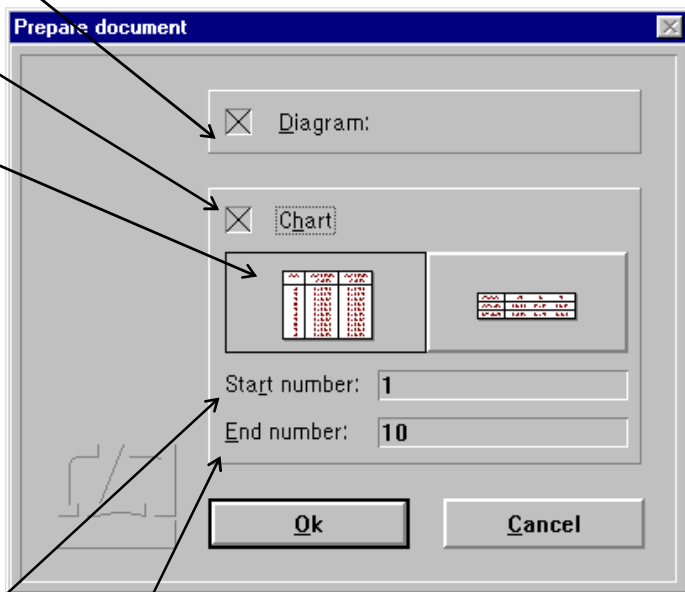 Prepare document
Diagram:
Chart
Start number: 1
End number: 10
Ok Cancel